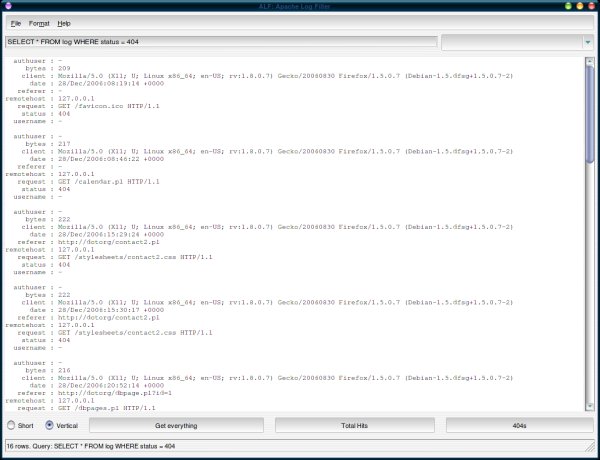 ALF: Apache Log Filter
File Format Help
SELECT * FROM log WHERE status = 404
authuser : -
bytes : 209
client : Mozilla/5.0 (X11; U; Linux x86_64; en-US; rv:1.8.0.7) Gecko/20060830 Firefox/1.5.0.7 (Debian-1.5.dfsg+1.5.0.7-2)
date : 28/Dec/2006:08:19:14 +0000
referer : -
remotehost : 127.0.0.1
request : GET /favicon.ico HTTP/1.1
status : 404
username : -
authuser : -
bytes : 217
client : Mozilla/5.0 (X11; U; Linux x86_64; en-US; rv:1.8.0.7) Gecko/20060830 Firefox/1.5.0.7 (Debian-1.5.dfsg+1.5.0.7-2)
date : 28/Dec/2006:08:46:22 +0000
referer : -
remotehost : 127.0.0.1
request : GET /calendar.pl HTTP/1.1
status : 404
username : -
authuser : -
bytes : 222
client : Mozilla/5.0 (X11; U; Linux x86_64; en-US; rv:1.8.0.7) Gecko/20060830 Firefox/1.5.0.7 (Debian-1.5.dfsg+1.5.0.7-2)
date : 28/Dec/2006:15:29:24 +0000
referer : http://dctorg/contact2.pl
remotehost : 127.0.0.1
request : GET /stylesheets/contact2.css HTTP/1.1
status : 404
username : -
authuser : -
bytes : 222
client : Mozilla/5.0 (X11; U; Linux x86_64; en-US; rv:1.8.0.7) Gecko/20060830 Firefox/1.5.0.7 (Debian-1.5.dfsg+1.5.0.7-2)
date : 28/Dec/2006:15:30:17 +0000
referer : http://dctorg/contact2.pl
remotehost : 127.0.0.1
request : GET /stylesheets/contact2.css HTTP/1.1
status : 404
username : -
authuser : -
bytes : 216
client : Mozilla/5.0 (X11; U; Linux x86_64; en-US; rv:1.8.0.7) Gecko/20060830 Firefox/1.5.0.7 (Debian-1.5.dfsg+1.5.0.7-2)
date : 28/Dec/2006:20:52:14 +0000
referer : http://dctorg/dbpage.pl?id=1
remotehost : 127.0.0.1
request : GET /dbpages.pl HTTP/1.1
Short Vertical Get everything Total Hits 404s
16 rows. Query: SELECT * FROM log WHERE status = 404